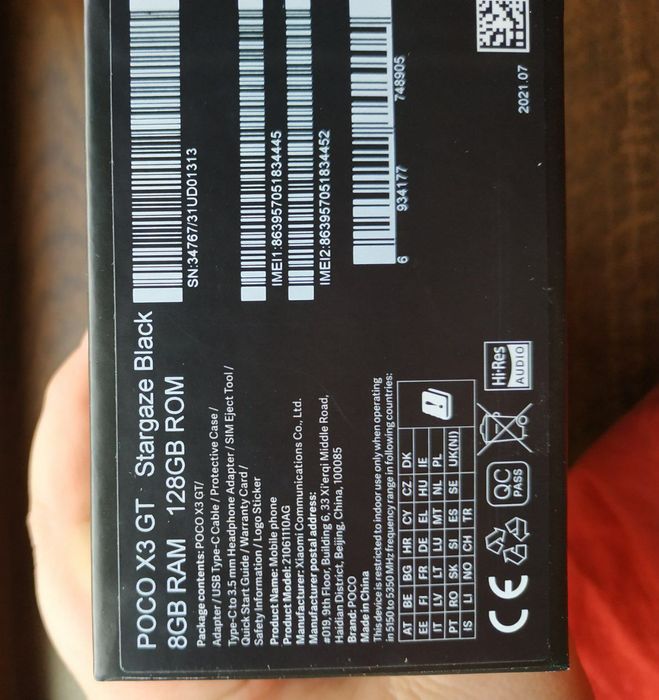 POCO X3 GT Stargaze Black
8GB RAM 128GB ROM
Package contents: POCO X3 GT/
Adapter / USB Type-C Cable / Protective Case /
Type-C to 3.5 mm Headphone Adapter / SIM Eject Tool /
Quick Start Guide / Warranty Card /
Safety Information / Logo Sticker
Product Name: Mobile phone
Product Model: 21061110AG
Manufacturer: Xiaomi Communications Co., Ltd.
Manufacturer postal address:
#019, 9th Floor, Building 6, 33 Xi'erqi Middle Road,
Haidian District, Beijing, China, 100085
Brand: POCO
Made in China
This device is restricted to indoor use only when operating
in 5150 to 5350 MHz frequency range in following countries:
AT BE BG HR CY CZ DK
EE FI FR DE EL HU IE
IT LV LT LU MT NL PL
PT RO SK SI ES SE UK(NI)
IS LI NO CH TR
CE
QC
PASS
Hi-Res
AUDIO
SN:34767/31UD01313
IMEI1:863957051834445
IMEI2:863957051834452
6 934177 748905
2021.07